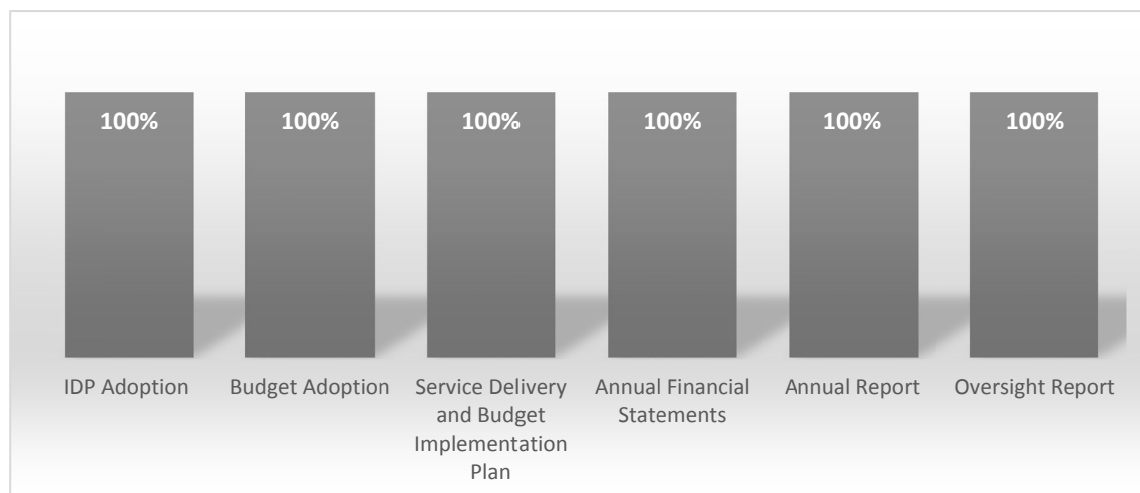 100% 100% 100% 100% 100% 100%
IDP Adoption Budget Adoption Service Delivery Annual Financial Annual Report Oversight Report
and Budget Statements
Implementation
Plan